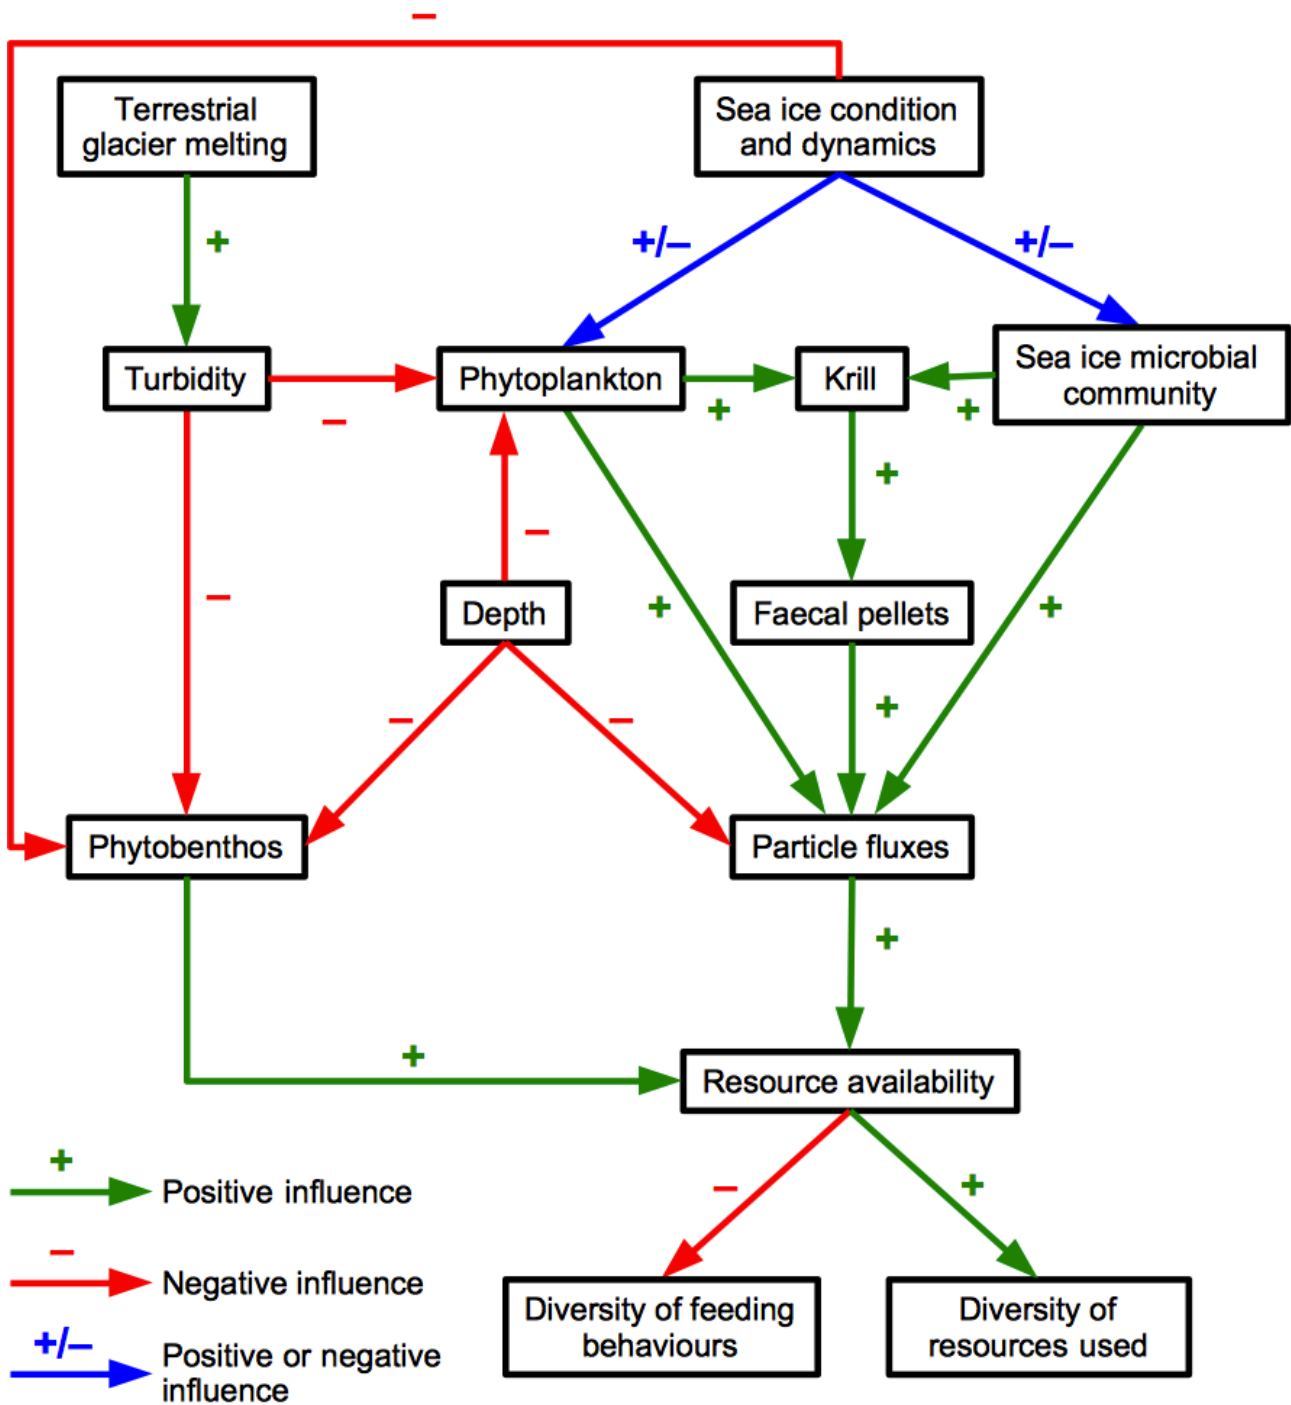 –
Terrestrial
glacier melting
Sea ice condition
and dynamics
+
+/–
+/–
Turbidity
Phytoplankton
Krill
Sea ice microbial
community
–
+
+
+
–
–
Depth
+
Faecal pellets
+
–
–
+
Phytobenthos
Particle fluxes
+
+
Resource availability
+
Positive influence
–
+
–
Negative influence
Diversity of feeding
behaviours
Diversity of
resources used
+/–
Positive or negative
influence